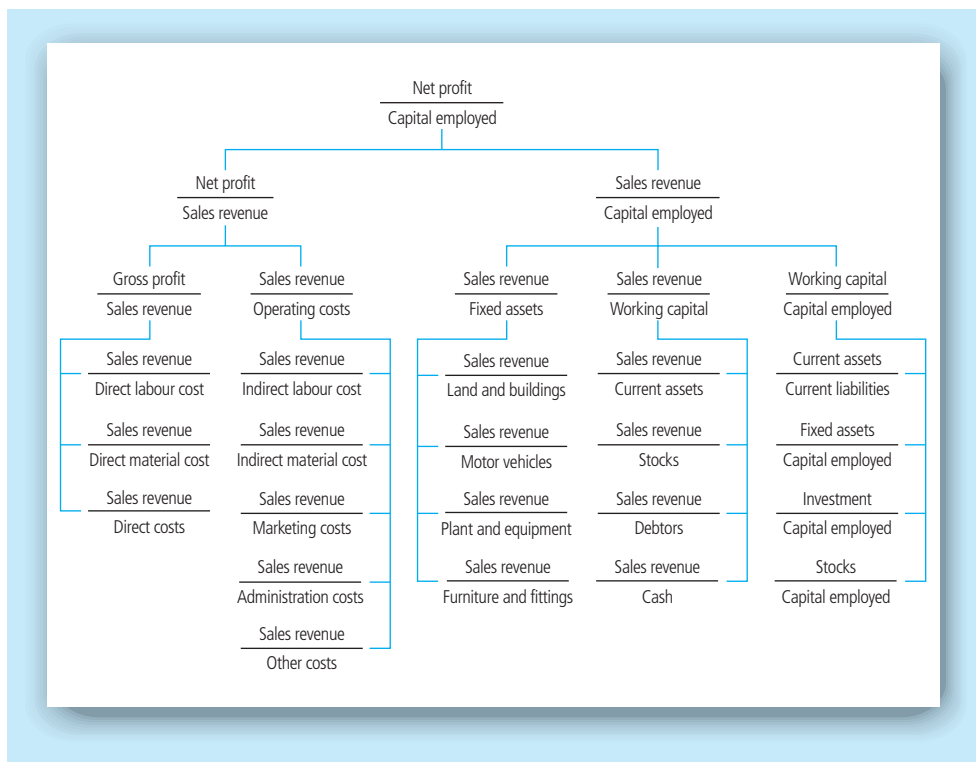 Net profit
Capital employed
Net profit
Sales revenue
Sales revenue
Capital employed
Gross profit
Sales revenue
Sales revenue
Operating costs
Sales revenue
Fixed assets
Sales revenue
Working capital
Working capital
Capital employed
Sales revenue
Direct labour cost
Sales revenue
Direct material cost
Sales revenue
Direct costs
Sales revenue
Indirect labour cost
Sales revenue
Indirect material cost
Sales revenue
Marketing costs
Sales revenue
Administration costs
Sales revenue
Other costs
Sales revenue
Land and buildings
Sales revenue
Motor vehicles
Sales revenue
Plant and equipment
Sales revenue
Furniture and fittings
Sales revenue
Current assets
Sales revenue
Stocks
Sales revenue
Debtors
Sales revenue
Cash
Current assets
Current liabilities
Fixed assets
Capital employed
Investment
Capital employed
Stocks
Capital employed